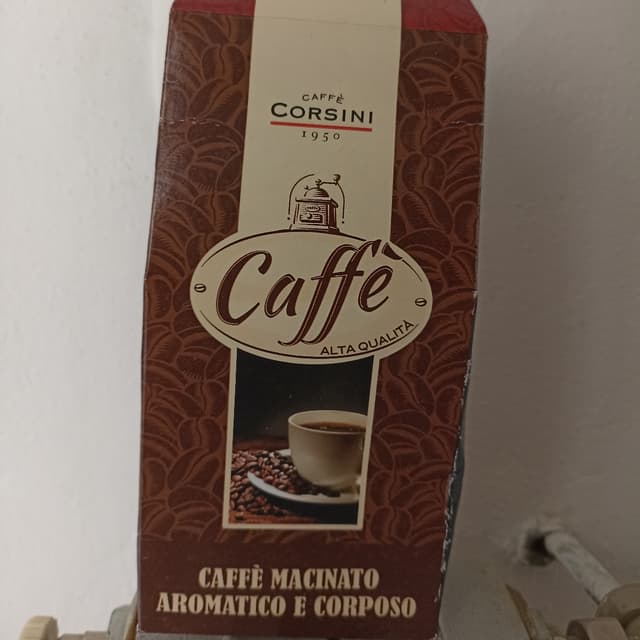 CAFFÈ
CORSINI
1950
Caffè
ALTA QUALITÀ
CAFFÈ MACINATO
AROMATICO E CORPOSO